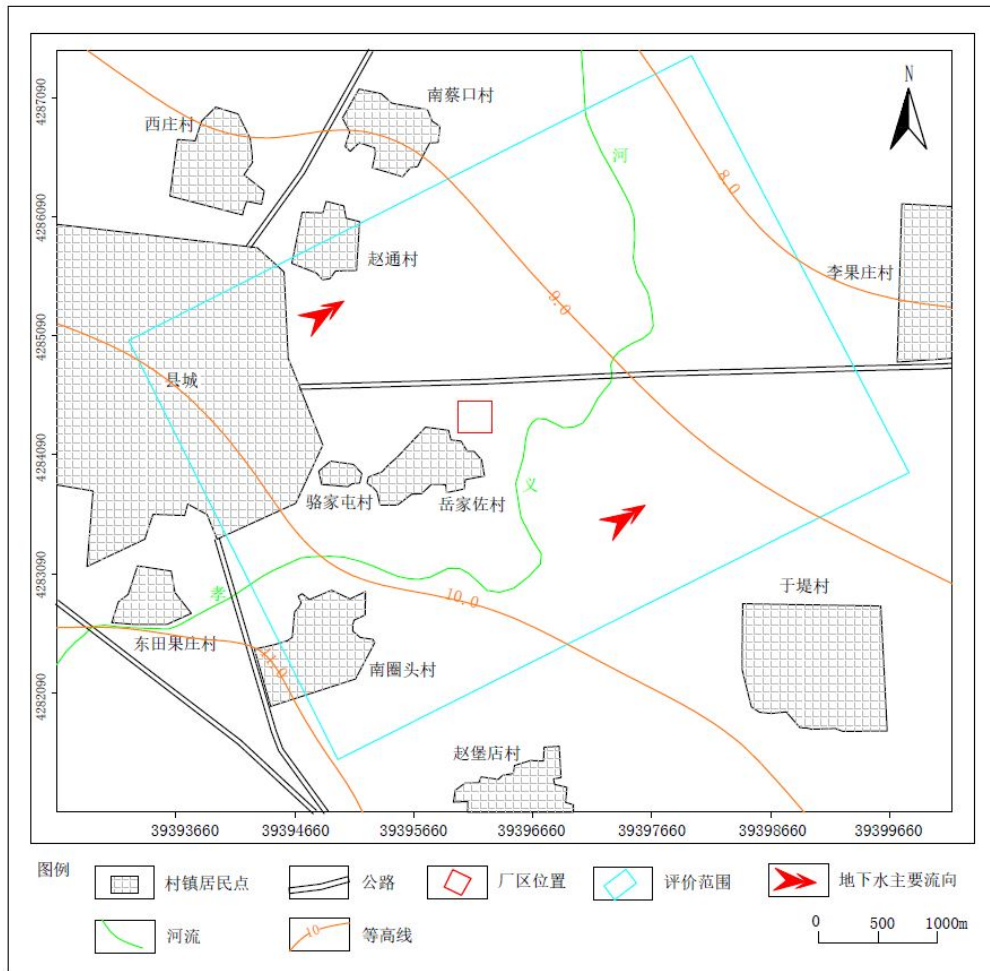 南蔡口村
西庄村
N
河
8.0
赵通村
李果庄村
9.0
县城
骆家屯村
岳家佐村
义
孝
10.0
于堤村
东田果庄村
11.0
南圈头村
赵堡店村
4287090
4286090
4285090
4284090
4283090
4282090
39393660 39394660 39395660 39396660 39397660 39398660 39399660
图例
村镇居民点 公路 厂区位置 评价范围 地下水主要流向
河流 10 等高线
0 500 1000m